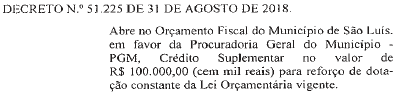 DECRETO N.º 51.225 DE 31 DE AGOSTO DE 2018.
Abre no Orçamento Fiscal do Município de São Luís.
em favor da Procuradoria Geral do Município -
PGM, Crédito Suplementar no valor de
R$ 100.000,00 (cem mil reais) para reforço de dota-
ção constante da Lei Orçamentária vigente.